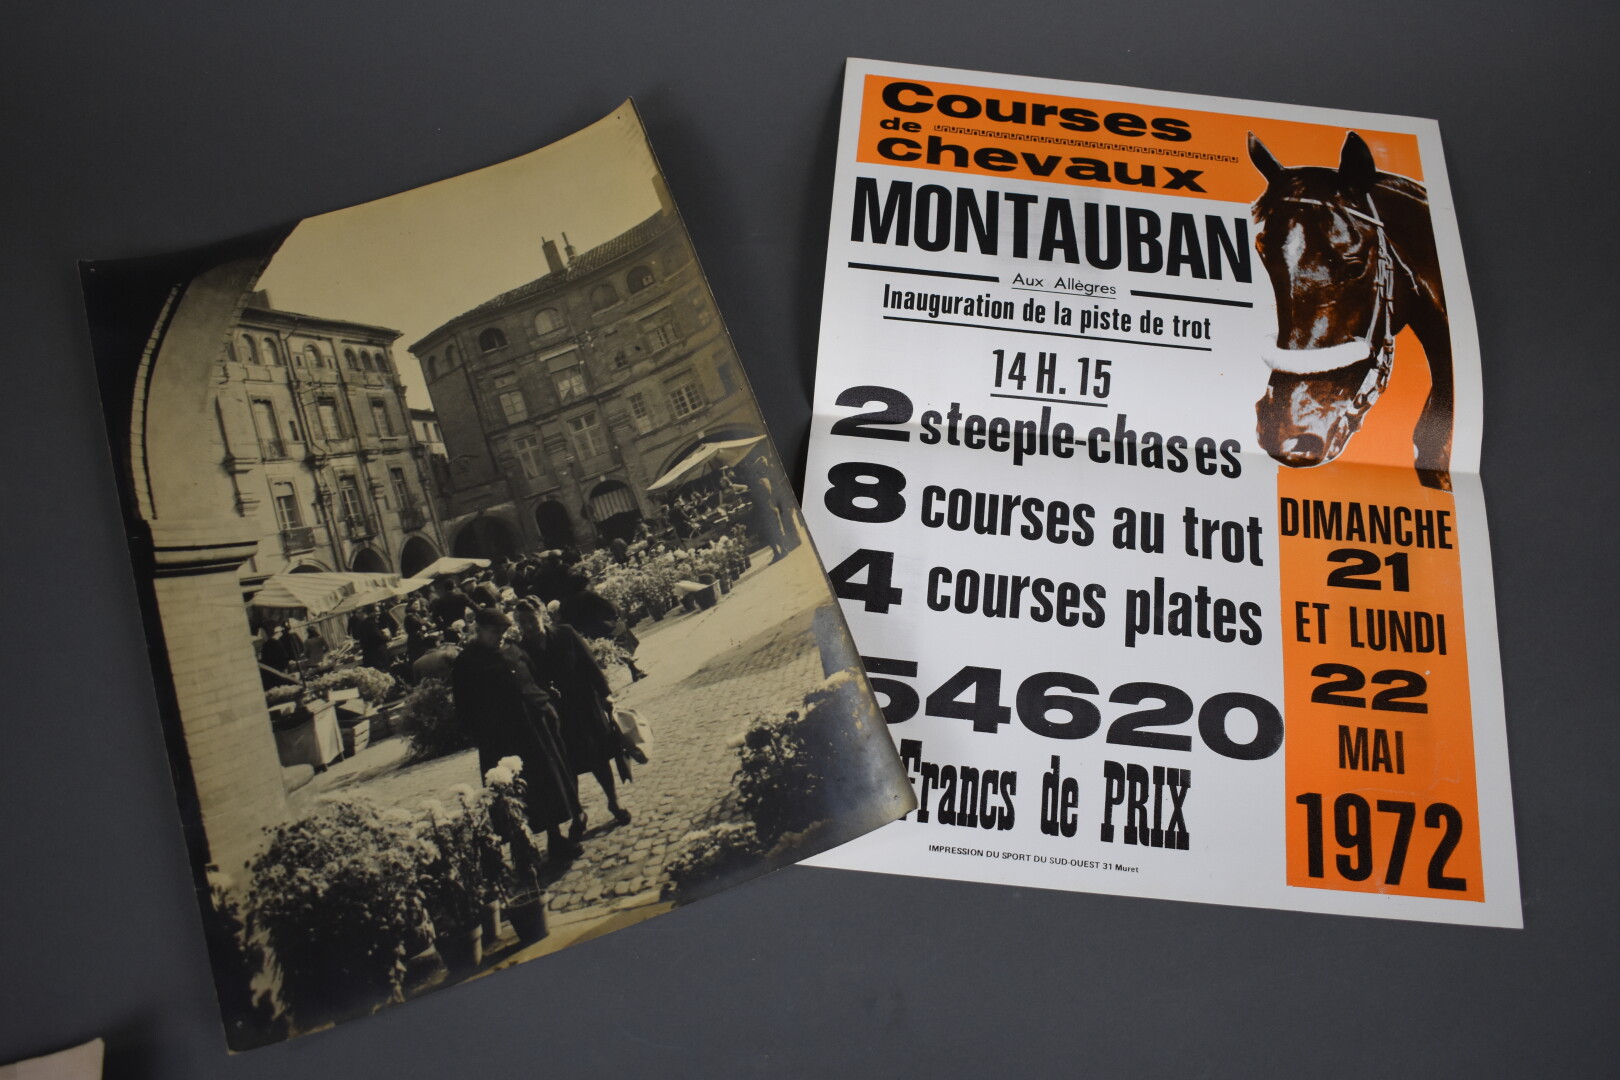 Courses
de
chevaux
MONTAUBAN
Aux Allègres
Inauguration de la piste de trot
14 H. 15
2 steeple-chases
8 courses au trot
4 courses plates
54620
Francs de PRIX
IMPRESSION DU SPORT DU SUD-OUEST 31 Muret
DIMANCHE
21
ET LUNDI
22
MAI
1972